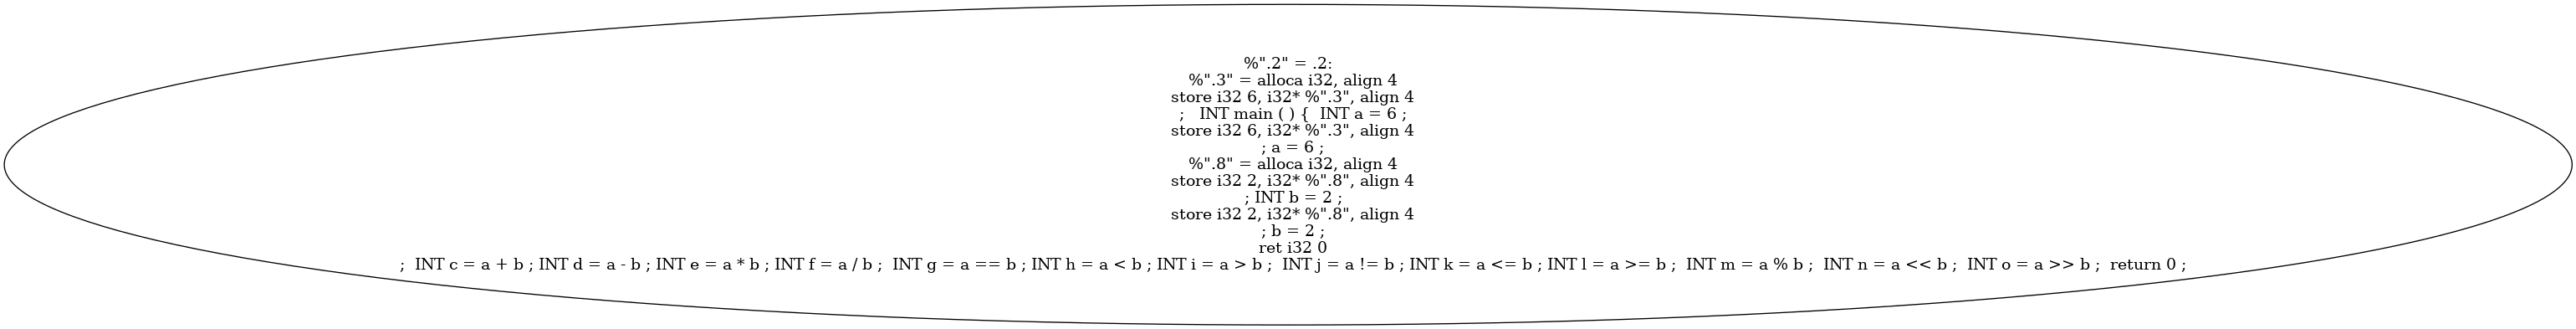 %".2" = .2:
%".3" = alloca i32, align 4
store i32 6, i32* %".3", align 4
;   INT main ( ) {  INT a = 6 ;
store i32 6, i32* %".3", align 4
; a = 6 ;
%".8" = alloca i32, align 4
store i32 2, i32* %".8", align 4
; INT b = 2 ;
store i32 2, i32* %".8", align 4
; b = 2 ;
ret i32 0
;  INT c = a + b ; INT d = a - b ; INT e = a * b ; INT f = a / b ;  INT g = a == b ; INT h = a < b ; INT i = a > b ;  INT j = a != b ; INT k = a <= b ; INT l = a >= b ;  INT m = a % b ;  INT n = a << b ;  INT o = a >> b ;  return 0 ;